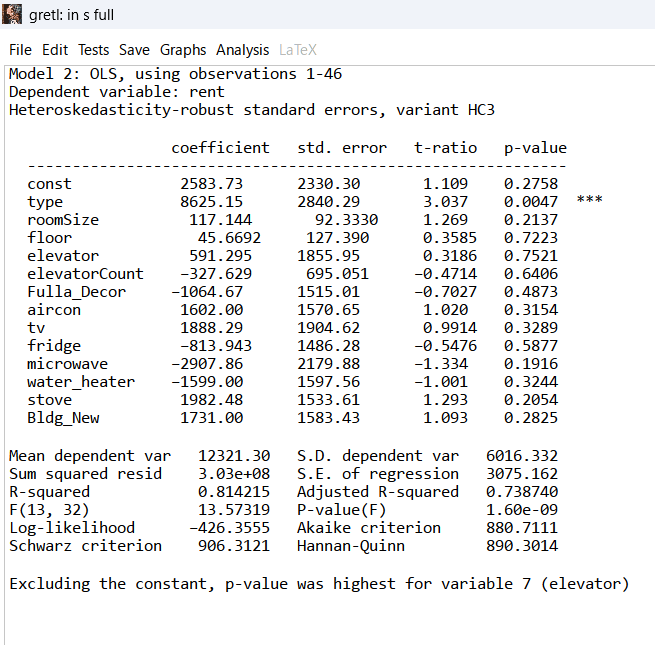 gretl: in s full
File Edit Tests Save Graphs Analysis LaTeX
Model 2: OLS, using observations 1-46
Dependent variable: rent
Heteroskedasticity-robust standard errors, variant HC3
coefficient std. error t-ratio p-value
---------------------------------------------------------
const 2583.73 2330.30 1.109 0.2758
type 8625.15 2840.29 3.037 0.0047 ***
roomSize 117.144 92.3330 1.269 0.2137
floor 45.6692 127.390 0.3585 0.7223
elevator 591.295 1855.95 0.3186 0.7521
elevatorCount −327.629 695.051 −0.4714 0.6406
Fulla_Decor −1064.67 1515.01 −0.7027 0.4873
aircon 1602.00 1570.65 1.020 0.3154
tv 1888.29 1904.62 0.9914 0.3289
fridge −813.943 1486.28 −0.5476 0.5877
microwave −2907.86 2179.88 −1.334 0.1916
water_heater −1599.00 1597.56 −1.001 0.3244
stove 1982.48 1533.61 1.293 0.2054
Bldg_New 1731.00 1583.43 1.093 0.2825
Mean dependent var 12321.30 S.D. dependent var 6016.332
Sum squared resid 3.03e+08 S.E. of regression 3075.162
R-squared 0.814215 Adjusted R-squared 0.738740
F(13, 32) 13.57319 P-value(F) 1.60e-09
Log-likelihood −426.3555 Akaike criterion 880.7111
Schwarz criterion 906.3121 Hannan-Quinn 890.3014
Excluding the constant, p-value was highest for variable 7 (elevator)